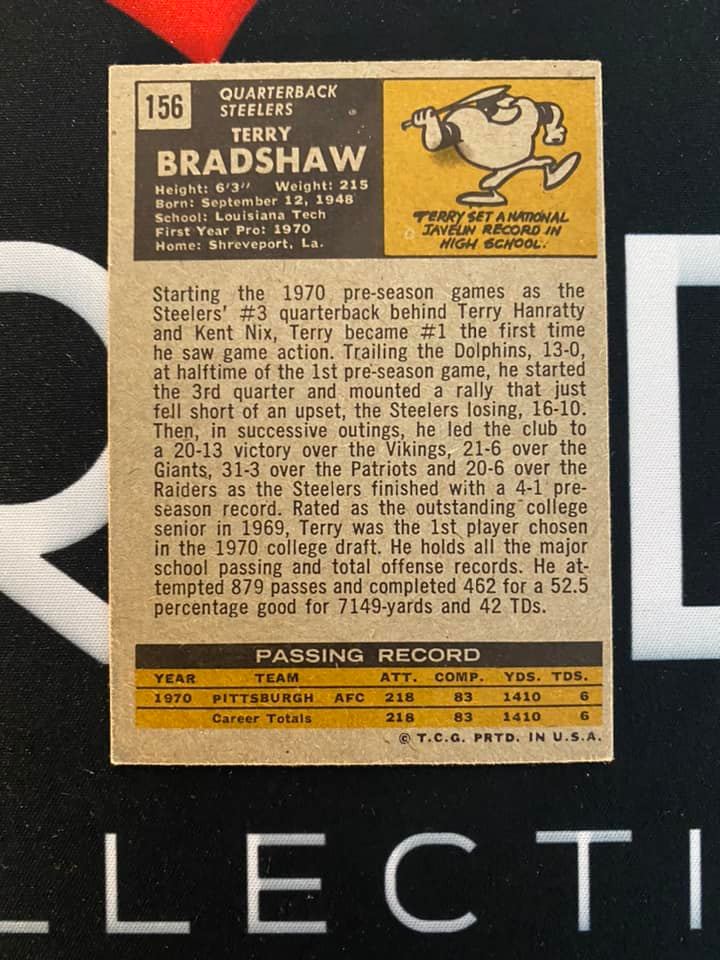 156
QUARTERBACK
STEELERS
TERRY
BRADSHAW
Height: 6'3" Weight: 215
Born: September 12, 1948
School: Louisiana Tech
First Year Pro: 1970
Home: Shreveport, La.
TERRY SET A NATIONAL
JAVELIN RECORD IN
HIGH SCHOOL.
Starting the 1970 pre-season games as the
Steelers' #3 quarterback behind Terry Hanratty
and Kent Nix, Terry became #1 the first time
he saw game action. Trailing the Dolphins, 13-0,
at halftime of the 1st pre-season game, he started
the 3rd quarter and mounted a rally that just
fell short of an upset, the Steelers losing, 16-10.
Then, in successive outings, he led the club to
a 20-13 victory over the Vikings, 21-6 over the
Giants, 31-3 over the Patriots and 20-6 over the
Raiders as the Steelers finished with a 4-1 pre-
season record. Rated as the outstanding college
senior in 1969, Terry was the 1st player chosen
in the 1970 college draft. He holds all the major
school passing and total offense records. He at-
tempted 879 passes and completed 462 for a 52.5
percentage good for 7149-yards and 42 TDs.
PASSING RECORD
YEAR TEAM ATT. COMP. YDS. TDS.
1970 PITTSBURGH AFC 218 83 1410 6
Career Totals 218 83 1410 6
© T.C.G. PRTD. IN U.S.A.
LLECTI